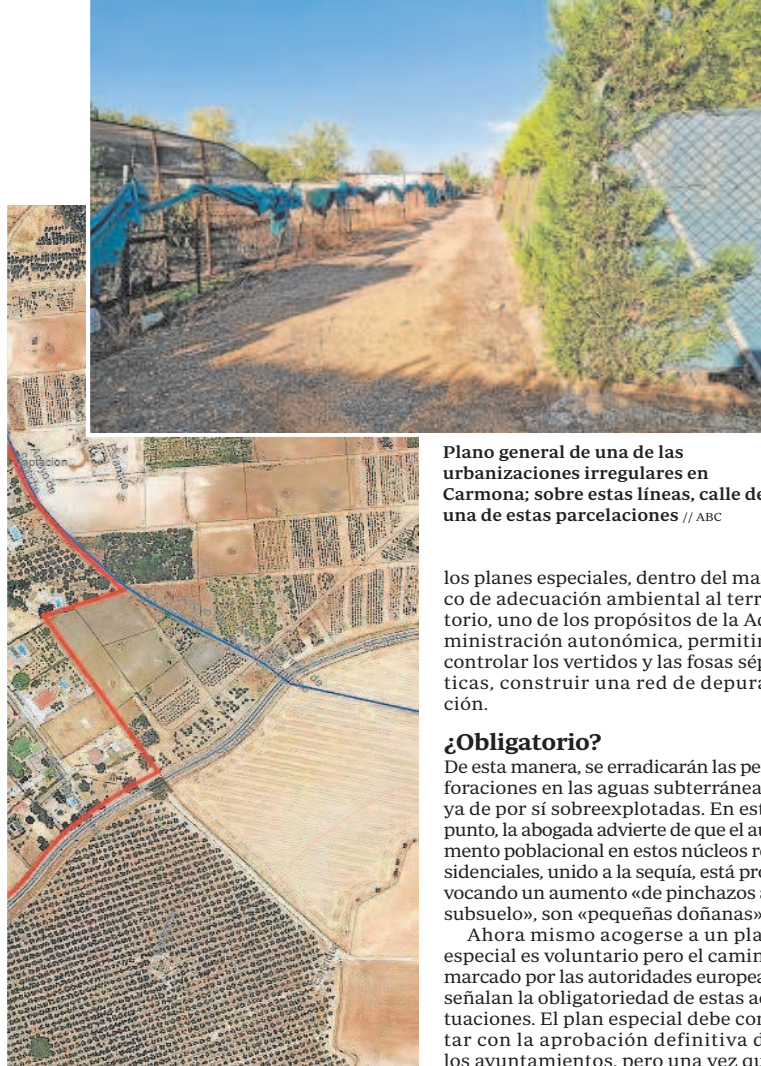 aptación
Plano general de una de las
urbanizaciones irregulares en
Carmona; sobre estas líneas, calle de
una de estas parcelaciones // ABC
los planes especiales, dentro del mar
co de adecuación ambiental al terri
torio, uno de los propósitos de la Ad
ministración autonómica, permitir
controlar los vertidos y las fosas sép
ticas, construir una red de depura
ción.
¿Obligatorio?
De esta manera, se erradicarán las pe
foraciones en las aguas subterránea
ya de por sí sobreexplotadas. En est
punto, la abogada advierte de que el au
mento poblacional en estos núcleos re
sidenciales, unido a la sequía, está pro
vocando un aumento «de pinchazos a
subsuelo», son «pequeñas doñanas»
Ahora mismo acogerse a un pla
especial es voluntario pero el camin
marcado por las autoridades europea
señalan la obligatoriedad de estas ac
tuaciones. El plan especial debe con
tar con la aprobación definitiva d
los ayuntamientos, pero una vez qu